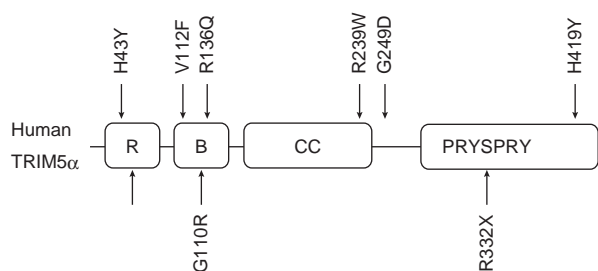 H43Y
V112F
R136Q
R239W
G249D
H419Y
Human
TRIM5α
R
B
CC
PRYSPRY
G110R
R332X